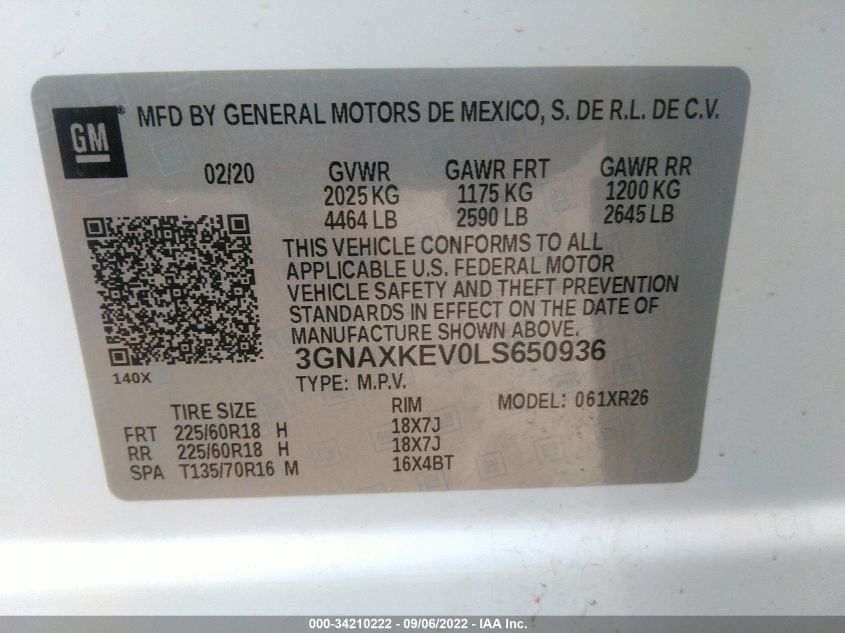 GM® MFD BY GENERAL MOTORS DE MEXICO, S. DE R.L. DE C.V.
02/20 GVWR GAWR FRT GAWR RR
2025 KG 1175 KG 1200 KG
4464 LB 2590 LB 2645 LB
THIS VEHICLE CONFORMS TO ALL
APPLICABLE U.S. FEDERAL MOTOR
VEHICLE SAFETY AND THEFT PREVENTION
STANDARDS IN EFFECT ON THE DATE OF
MANUFACTURE SHOWN ABOVE.
3GNAXKEV0LS650936
140X
TYPE: M.P.V.
TIRE SIZE RIM MODEL: 061XR26
FRT 225/60R18 H 18X7J
RR 225/60R18 H 18X7J
SPA T135/70R16 M 16X4BT
000-34210222 - 09/06/2022 - IAAI.COM